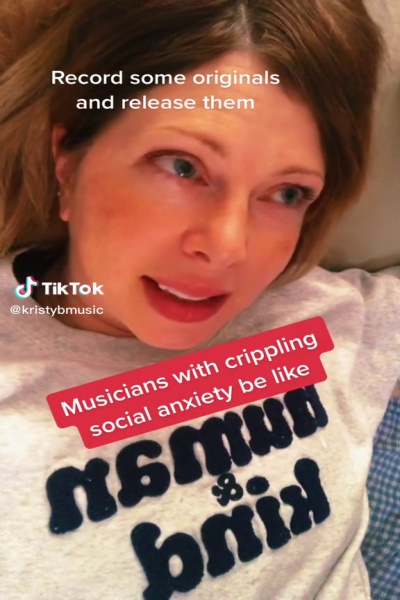 Record some originals
and release them
TikTok
@kristybmusic
Musicians with crippling
social anxiety be like
human
&
kind